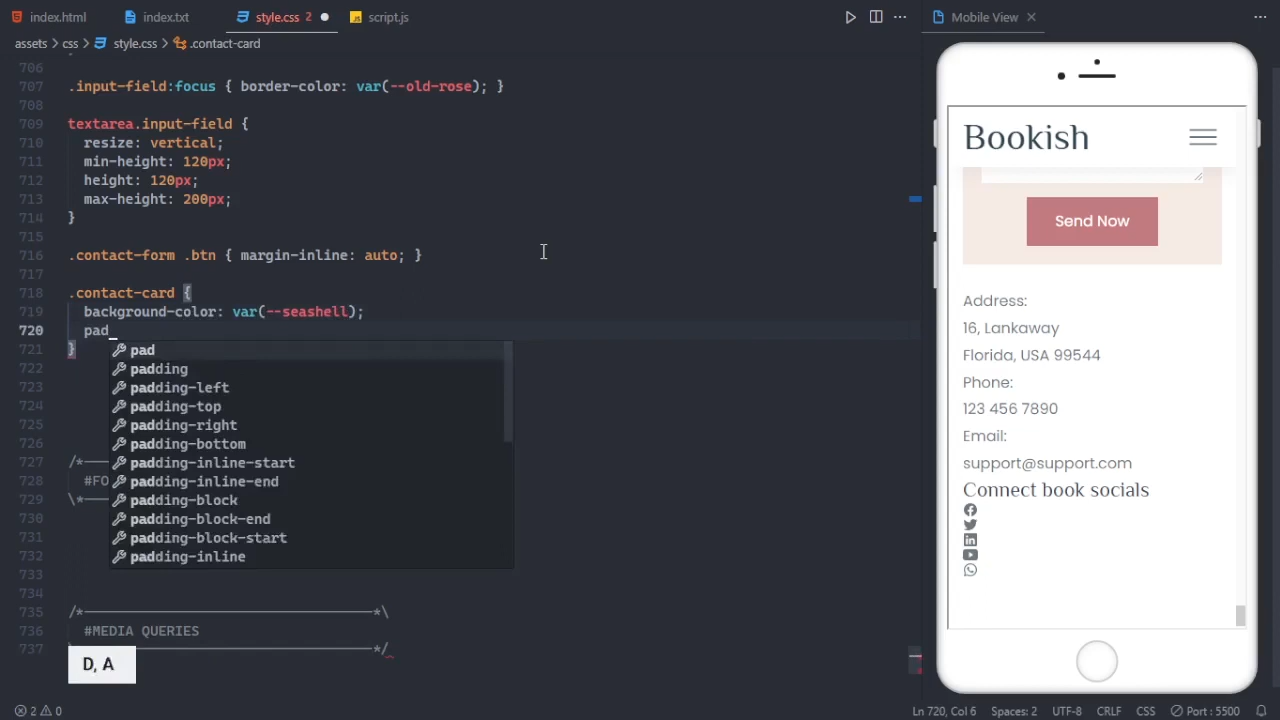 index.html index.txt style.css 2 script.js Mobile View
assets > css > style.css > .contact-card
706
707 .input-field:focus { border-color: var(--old-rose); }
708
709 textarea.input-field {
710 resize: vertical;
711 min-height: 120px;
712 height: 120px;
713 max-height: 200px;
714 }
715
716 .contact-form .btn { margin-inline: auto; }
717
718 .contact-card {
719 background-color: var(--seashell);
720 pad
721 }
pad
722 padding
723 padding-left
724 padding-top
725 padding-right
726 padding-bottom
727 /* padding-inline-start
728 #FO padding-inline-end
729 \* padding-block
730 padding-block-end
731 padding-block-start
732 padding-inline
733
734
735 /*————————*\
736 #MEDIA QUERIES
737 ————————*/
D, A
Bookish
Send Now
Address:
16, Lankaway
Florida, USA 99544
Phone:
123 456 7890
Email:
support@support.com
Connect book socials
2 0 Ln 720, Col 6 Spaces: 2 UTF-8 CRLF CSS Port : 5500